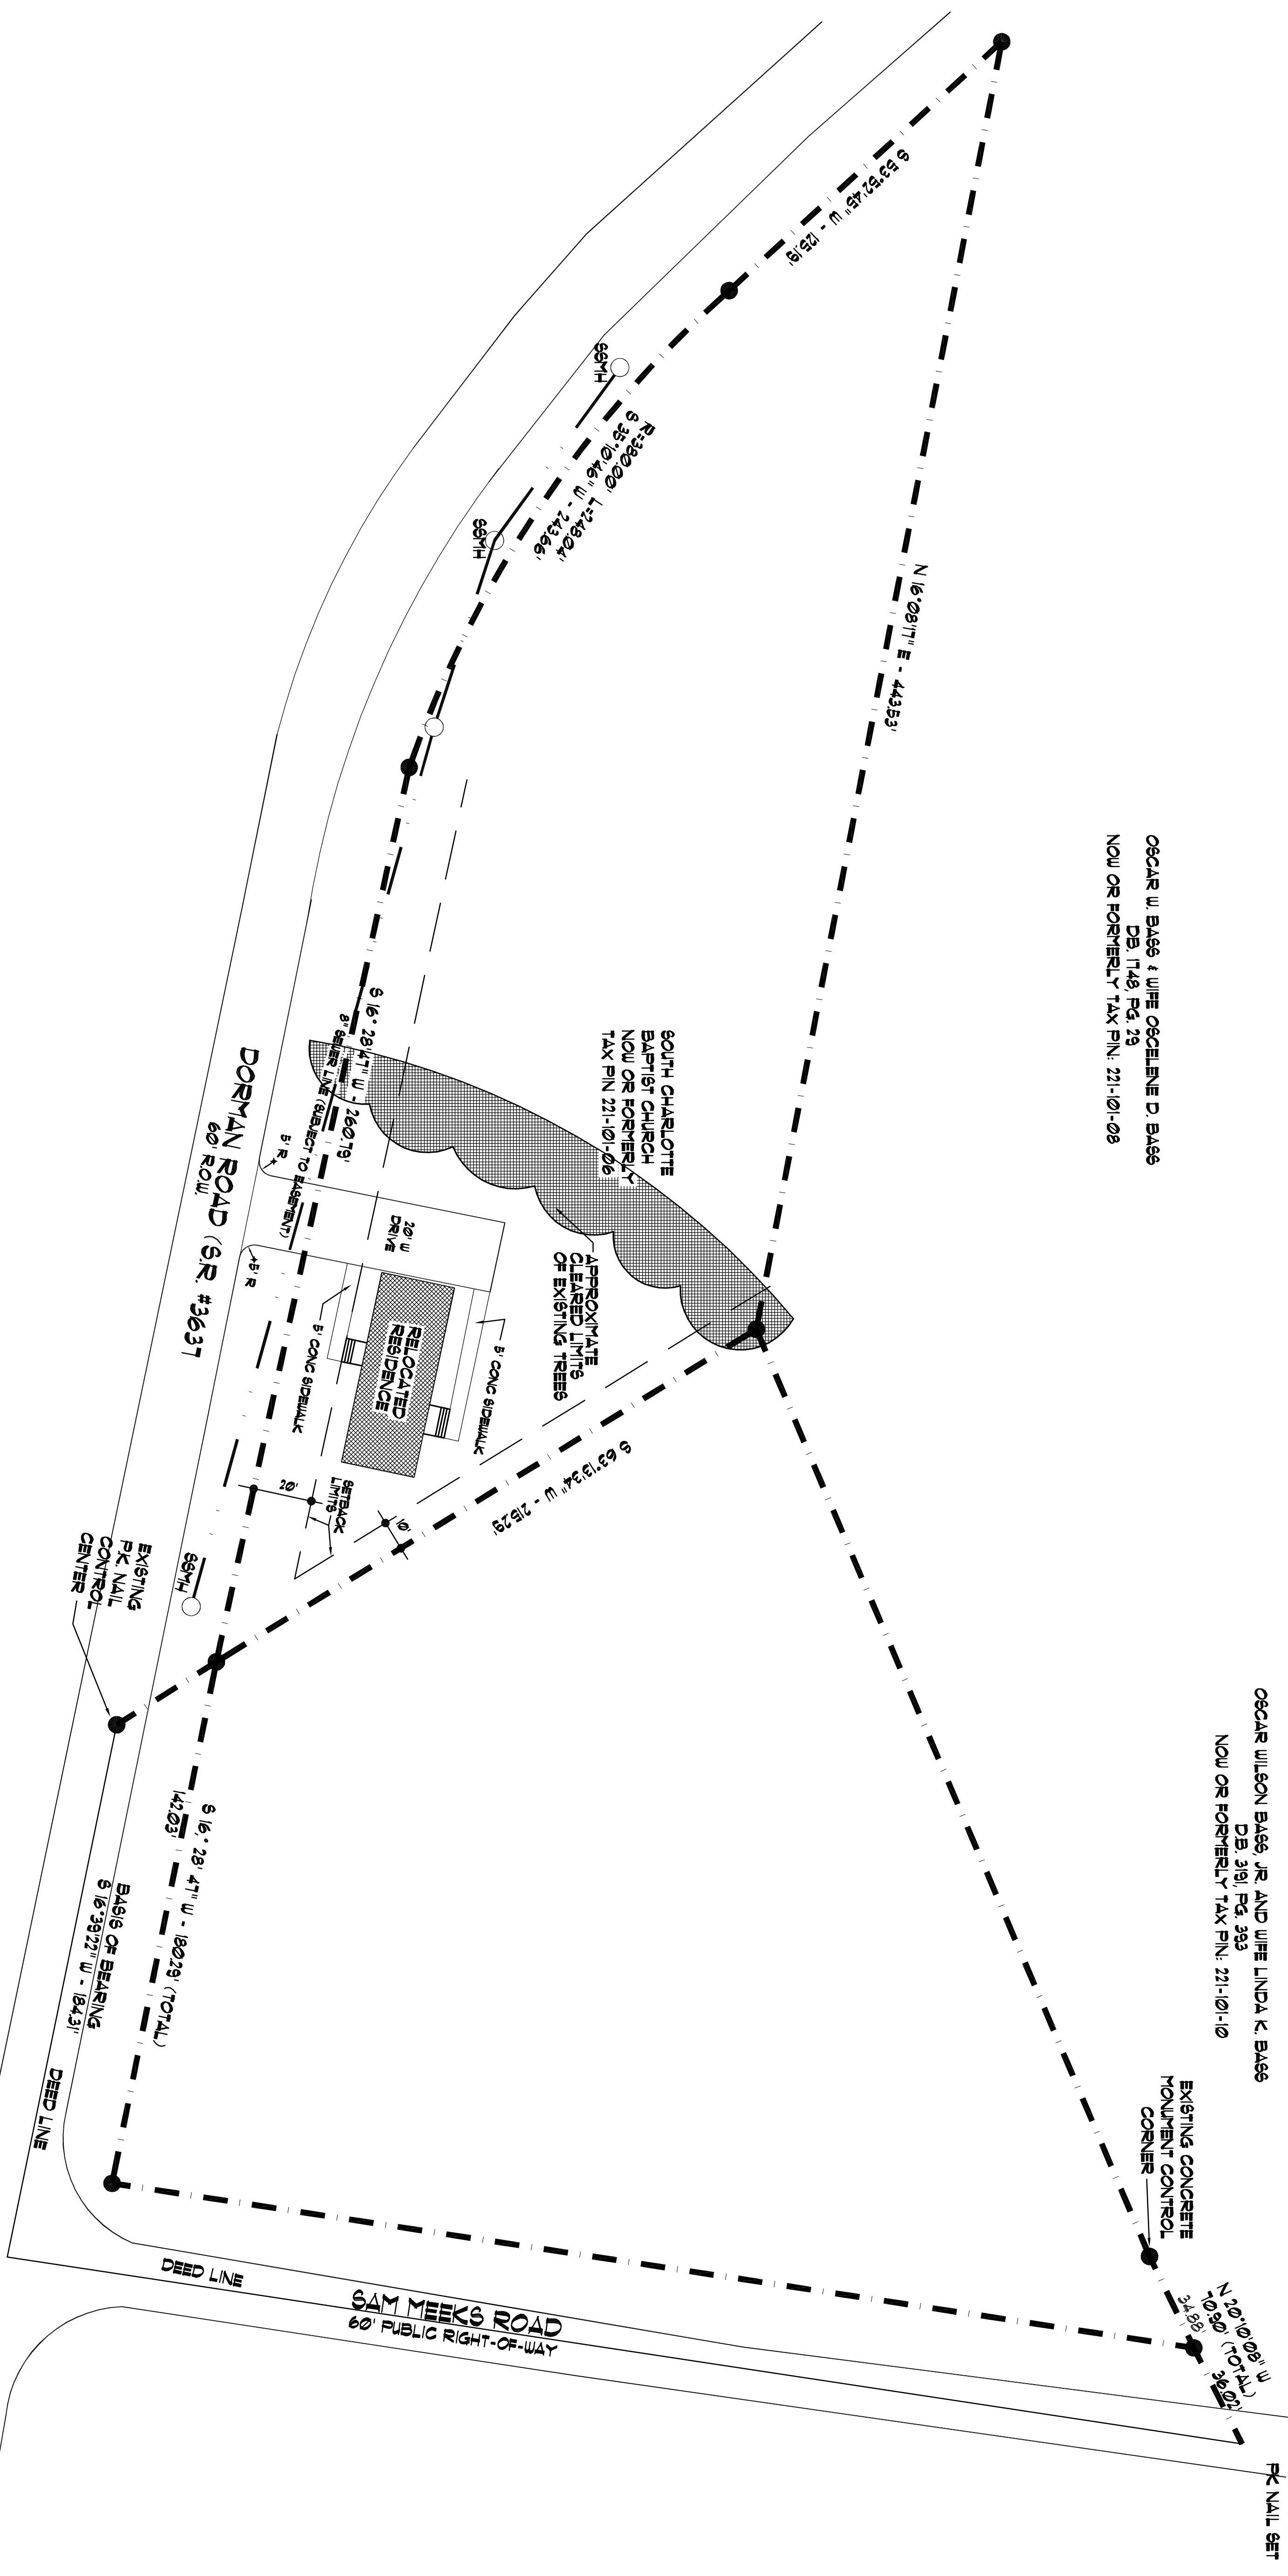 S 53°52'45" W - 125.19'
SSMH
R=380.00' L=248.04'
S 35°10'46" W - 243.66'
SSMH
N 16°08'17" E - 443.53'
OSCAR W. BASS & WIFE OSCELENE D. BASS
DB. 1748, PG. 29
NOW OR FORMERLY TAX PIN: 221-101-08
SOUTH CHARLOTTE
BAPTIST CHURCH
NOW OR FORMERLY
TAX PIN 221-101-06
S 16° 28'47" W - 260.79'
8" SEWER LINE (SUBJECT TO EASEMENT)
DORMAN ROAD (S.R. #3637
60' R.O.W.
5' R
5' R
20' W
DRIVE
APPROXIMATE
CLEARED LIMITS
OF EXISTING TREES
RELOCATED
RESIDENCE
5' CONC SIDEWALK
5' CONC SIDEWALK
S 63°13'34" W - 215.29'
20'
SETBACK
LIMITS
10'
SSMH
EXISTING
P.K. NAIL
CONTROL
CENTER
OSCAR WILSON BASS, JR. AND WIFE LINDA K. BASS
D.B. 3191, PG. 393
NOW OR FORMERLY TAX PIN: 221-101-10
S 16° 28' 47" W - 180.29' (TOTAL)
142.03'
BASIS OF BEARING
S 16°39'22" W - 184.31'
DEED LINE
EXISTING CONCRETE
MONUMENT CONTROL
CORNER
DEED LINE
SAM MEEKS ROAD
60' PUBLIC RIGHT-OF-WAY
N 20°10'08" W
70.90' (TOTAL)
34.88'
36.02'
PK NAIL SET